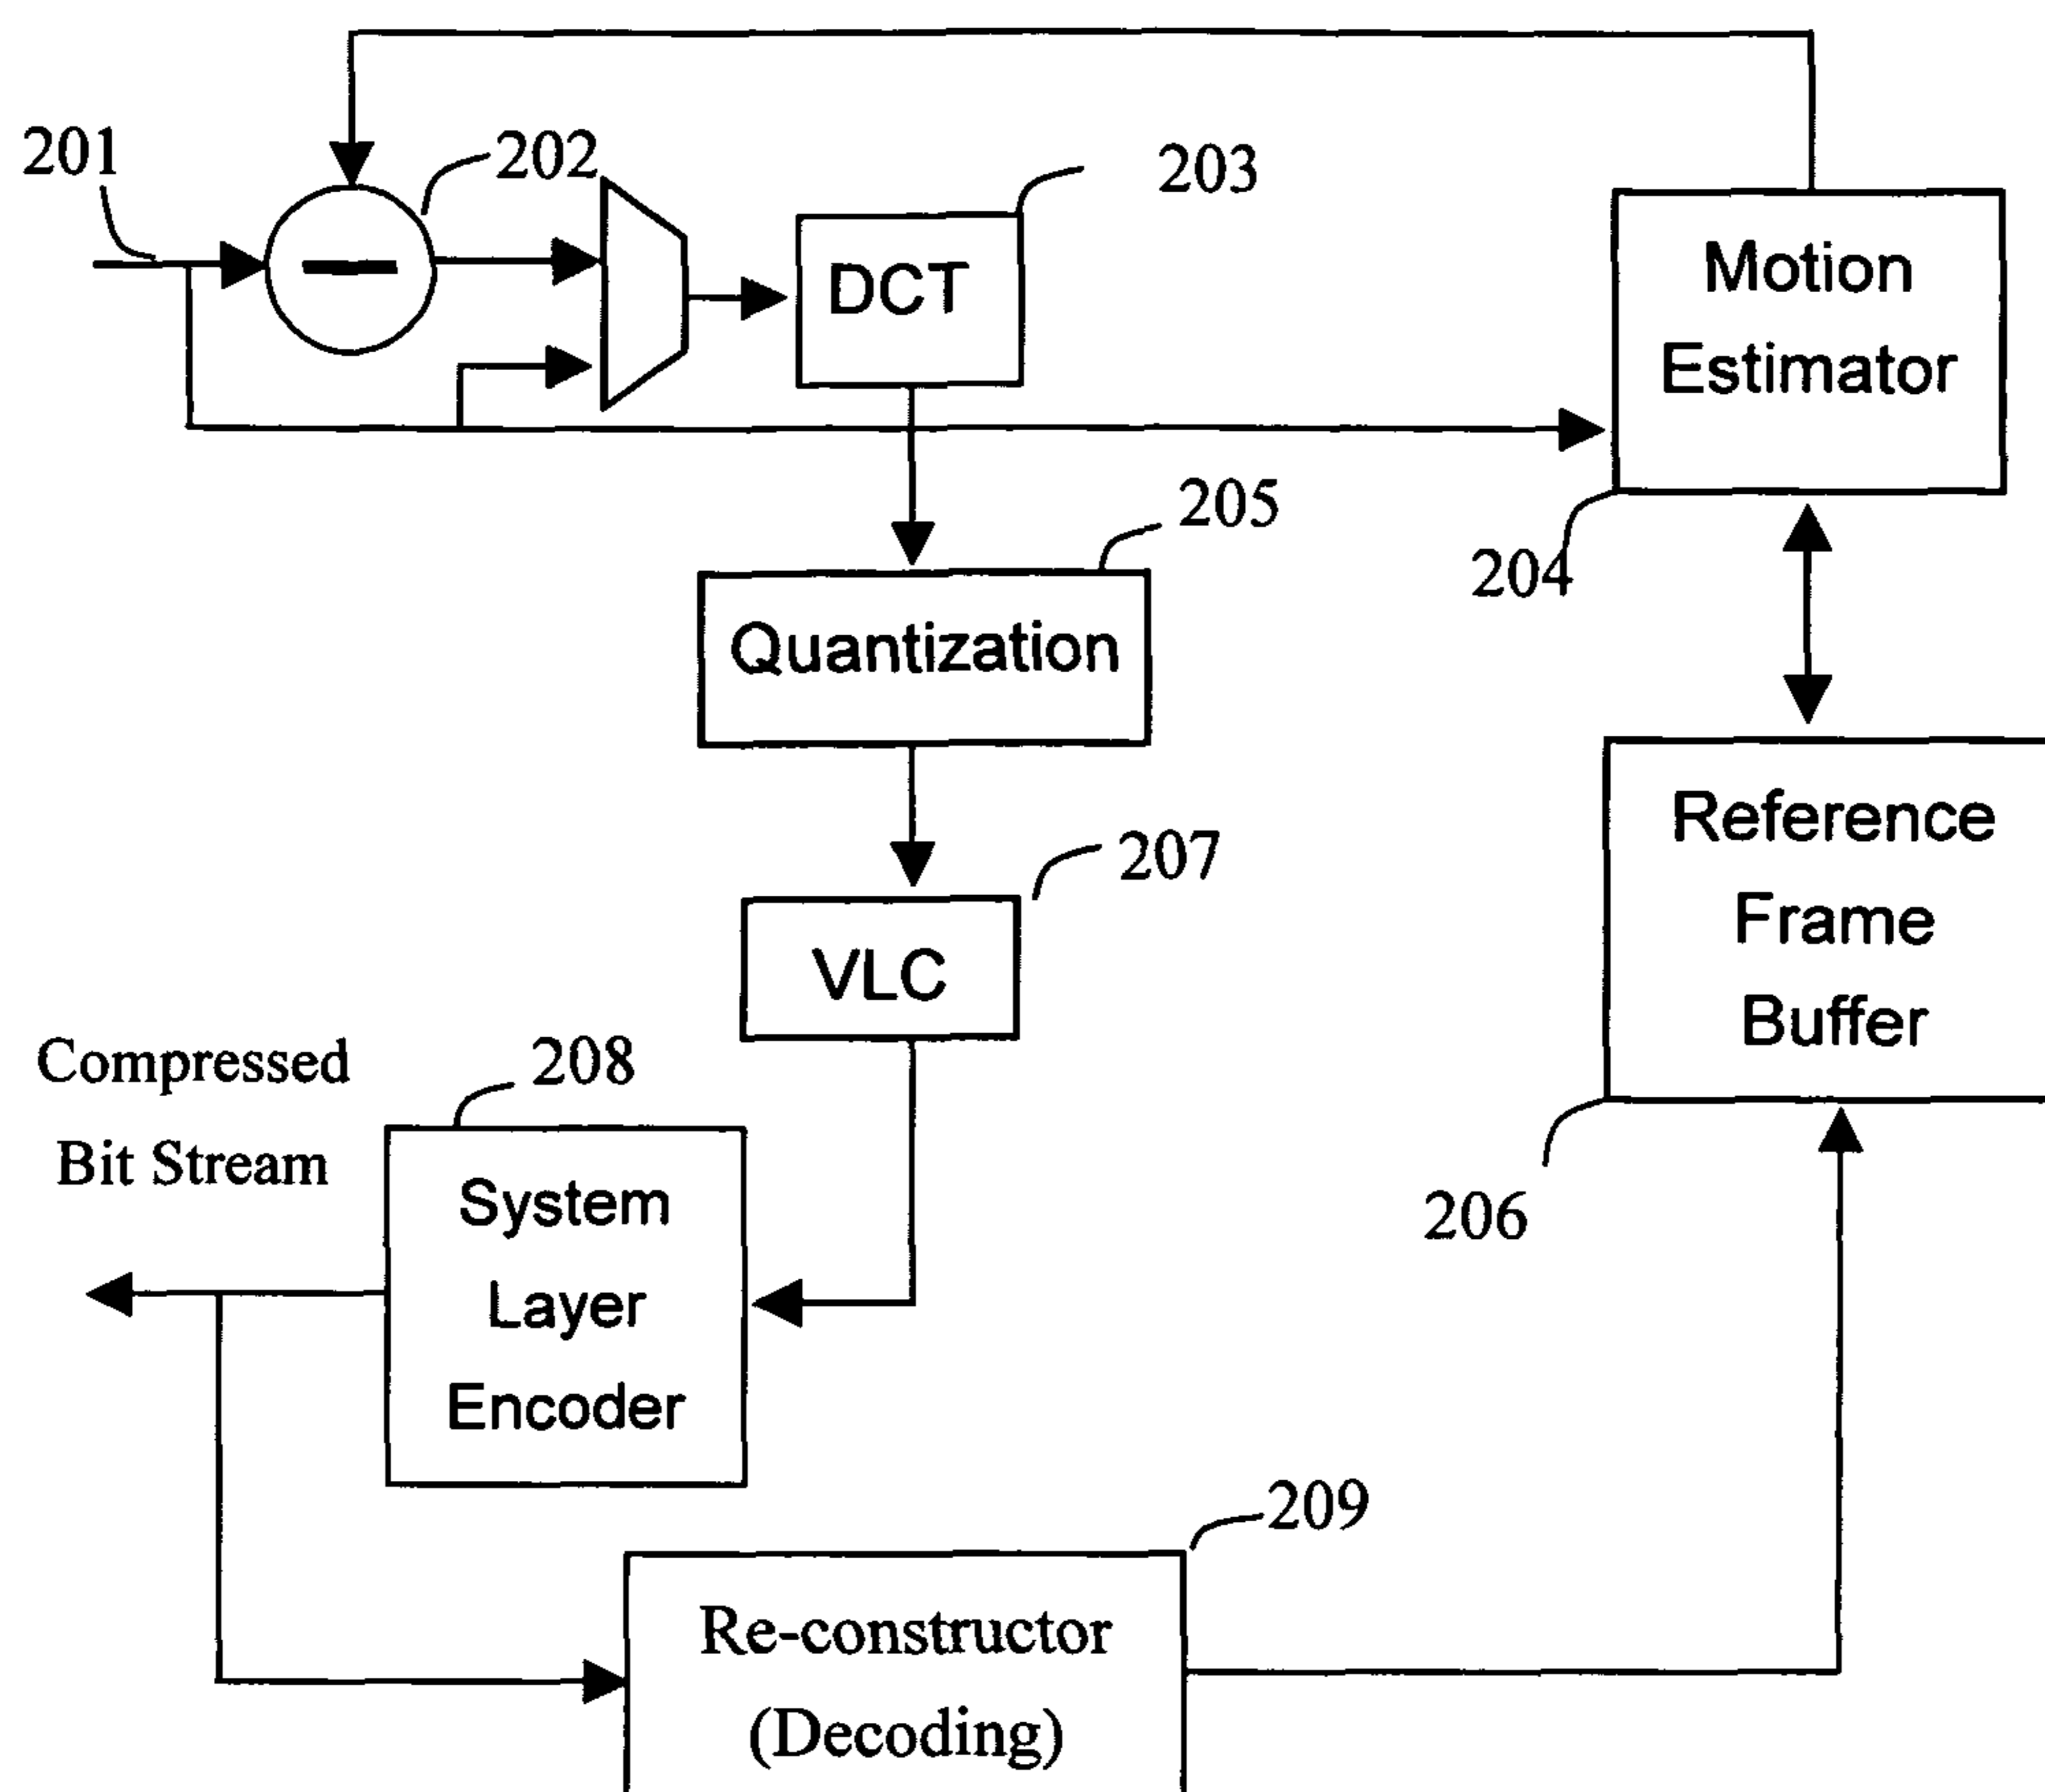 201
202
203
DCT
Motion
Estimator
204
205
Quantization
Reference
Frame
Buffer
206
207
VLC
Compressed
Bit Stream
208
System
Layer
Encoder
209
Re-constructor
(Decoding)